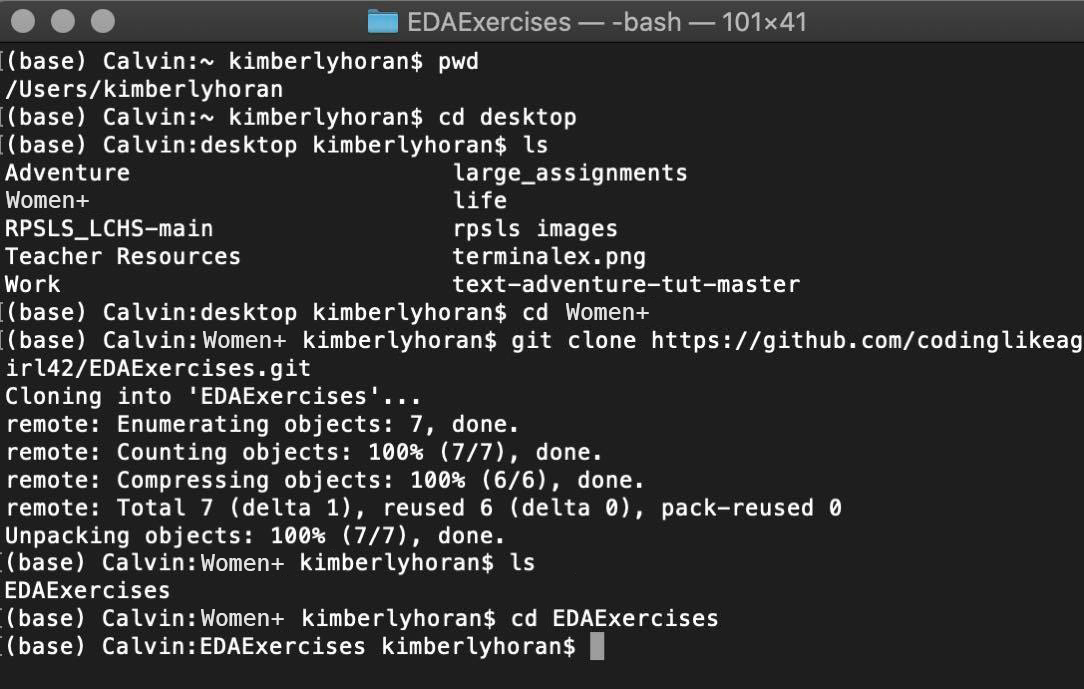 EDAExercises — -bash — 101×41
(base) Calvin:~ kimberlyhoran$ pwd
/Users/kimberlyhoran
(base) Calvin:~ kimberlyhoran$ cd desktop
(base) Calvin:desktop kimberlyhoran$ ls
Adventure large_assignments
Women+ life
RPSLS_LCHS-main rpsls images
Teacher Resources terminalex.png
Work text-adventure-tut-master
(base) Calvin:desktop kimberlyhoran$ cd Women+
(base) Calvin:Women+ kimberlyhoran$ git clone https://github.com/codinglikeag
irl42/EDAExercises.git
Cloning into 'EDAExercises'...
remote: Enumerating objects: 7, done.
remote: Counting objects: 100% (7/7), done.
remote: Compressing objects: 100% (6/6), done.
remote: Total 7 (delta 1), reused 6 (delta 0), pack-reused 0
Unpacking objects: 100% (7/7), done.
(base) Calvin:Women+ kimberlyhoran$ ls
EDAExercises
(base) Calvin:Women+ kimberlyhoran$ cd EDAExercises
(base) Calvin:EDAExercises kimberlyhoran$